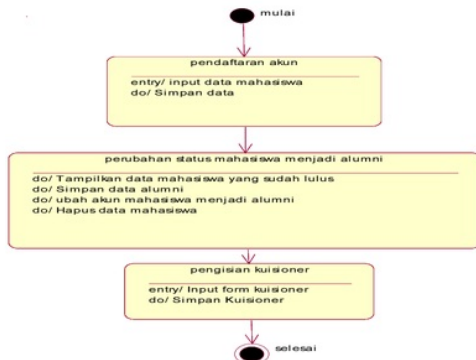 mulai
pendaftaran akun
entry/ input data mahasiswa
do/ Simpan data
perubahan status mahasiswa menjadi alumni
do/ Tampilkan data mahasiswa yang sudah lulus
do/ Simpan data alumni
do/ ubah akun mahasiswa menjadi alumni
do/ Hapus data mahasiswa
pengisian kuisioner
entry/ Input form kuisioner
do/ Simpan Kuisioner
selesai